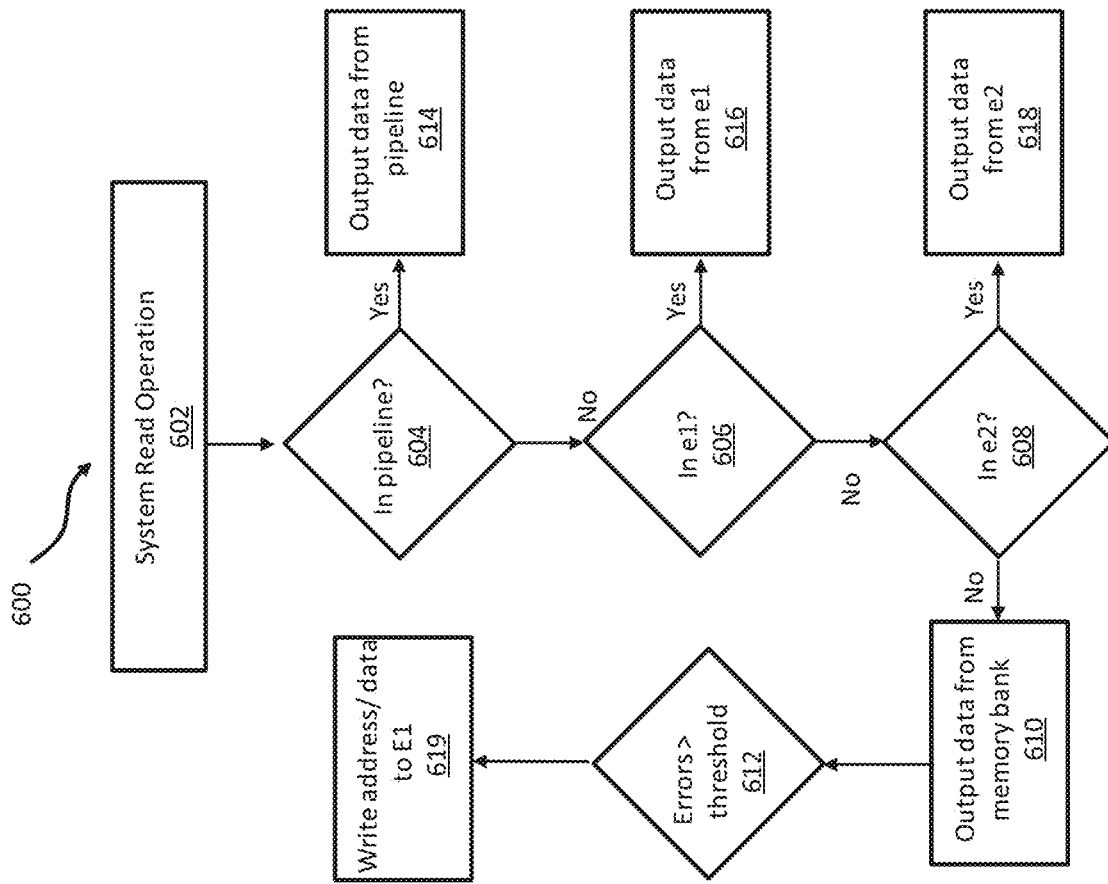 600
System Read Operation
602
In pipeline?
604
Yes
Output data from
pipeline
614
No
In e1?
606
Yes
Output data
from e1
616
No
In e2?
608
Yes
Output data
from e2
618
No
Output data from
memory bank
610
Errors >
threshold
612
Write address/ data
to E1
619